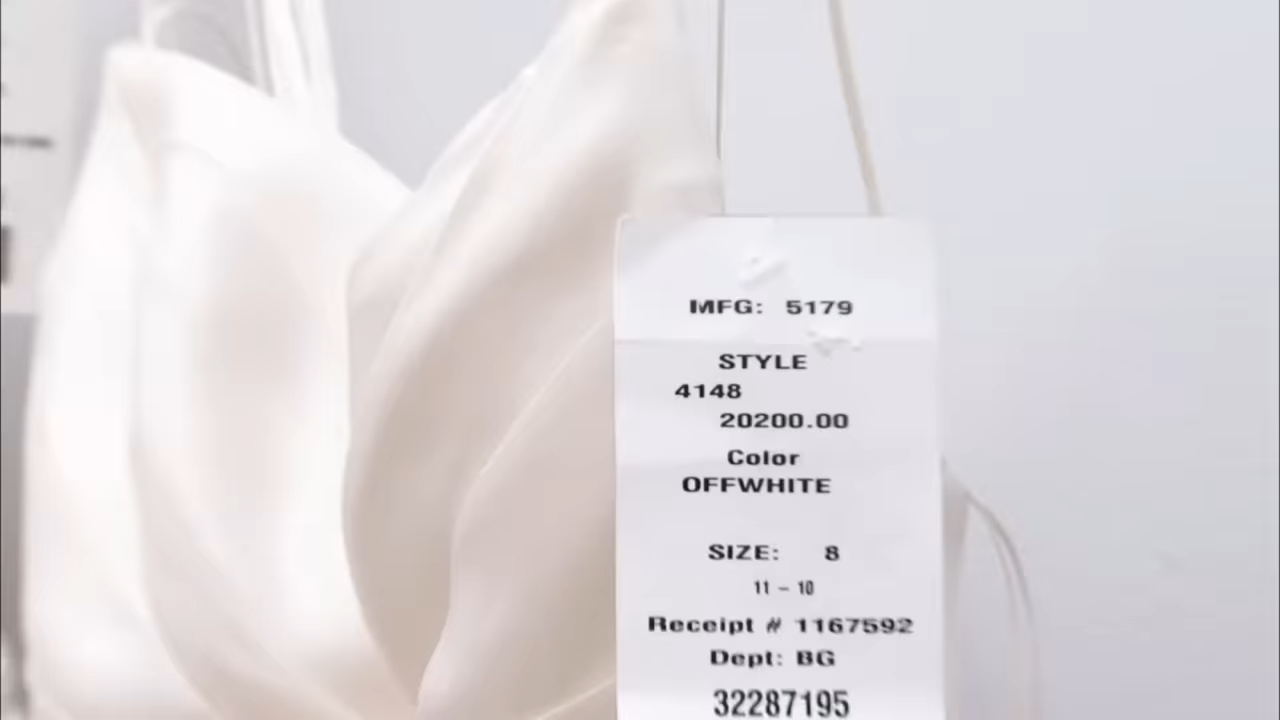 MFG: 5179
STYLE
4148
20200.00
Color
OFFWHITE
SIZE: 8
11 - 10
Receipt # 1167592
Dept: BG
32287195